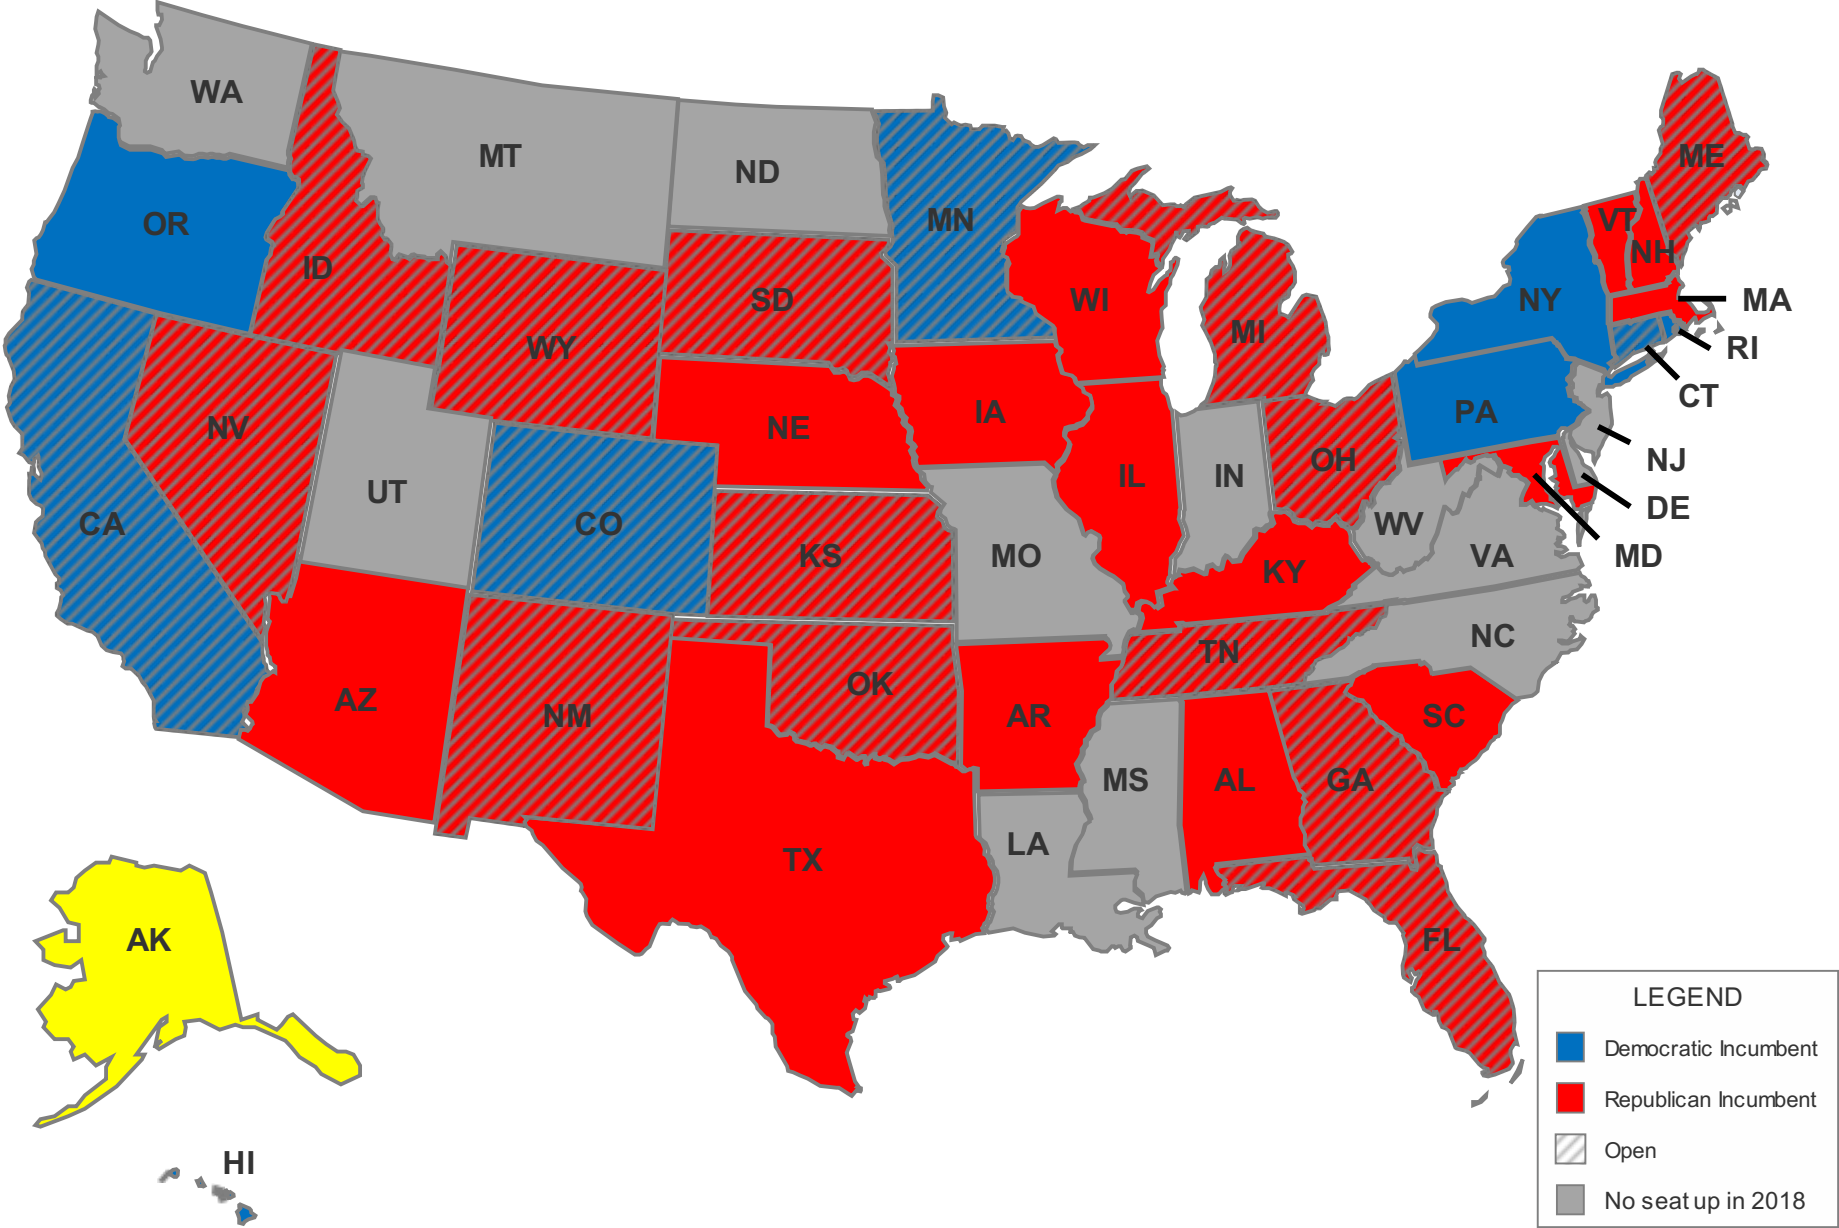 WA
MT
ND
MN
ME
OR
ID
SD
WI
MI
VT
NH
NY
MA
RI
WY
NE
IA
PA
CT
NV
UT
CO
KS
MO
IL
IN
OH
NJ
DE
MD
CA
WV
VA
KY
NC
TN
AZ
NM
OK
AR
SC
MS
AL
GA
TX
LA
FL
AK
HI
LEGEND
Democratic Incumbent
Republican Incumbent
Open
No seat up in 2018